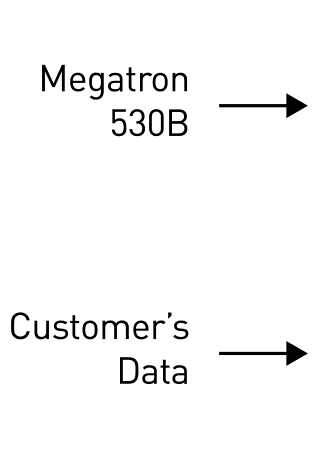 Megatron
530B
Customer’s
Data